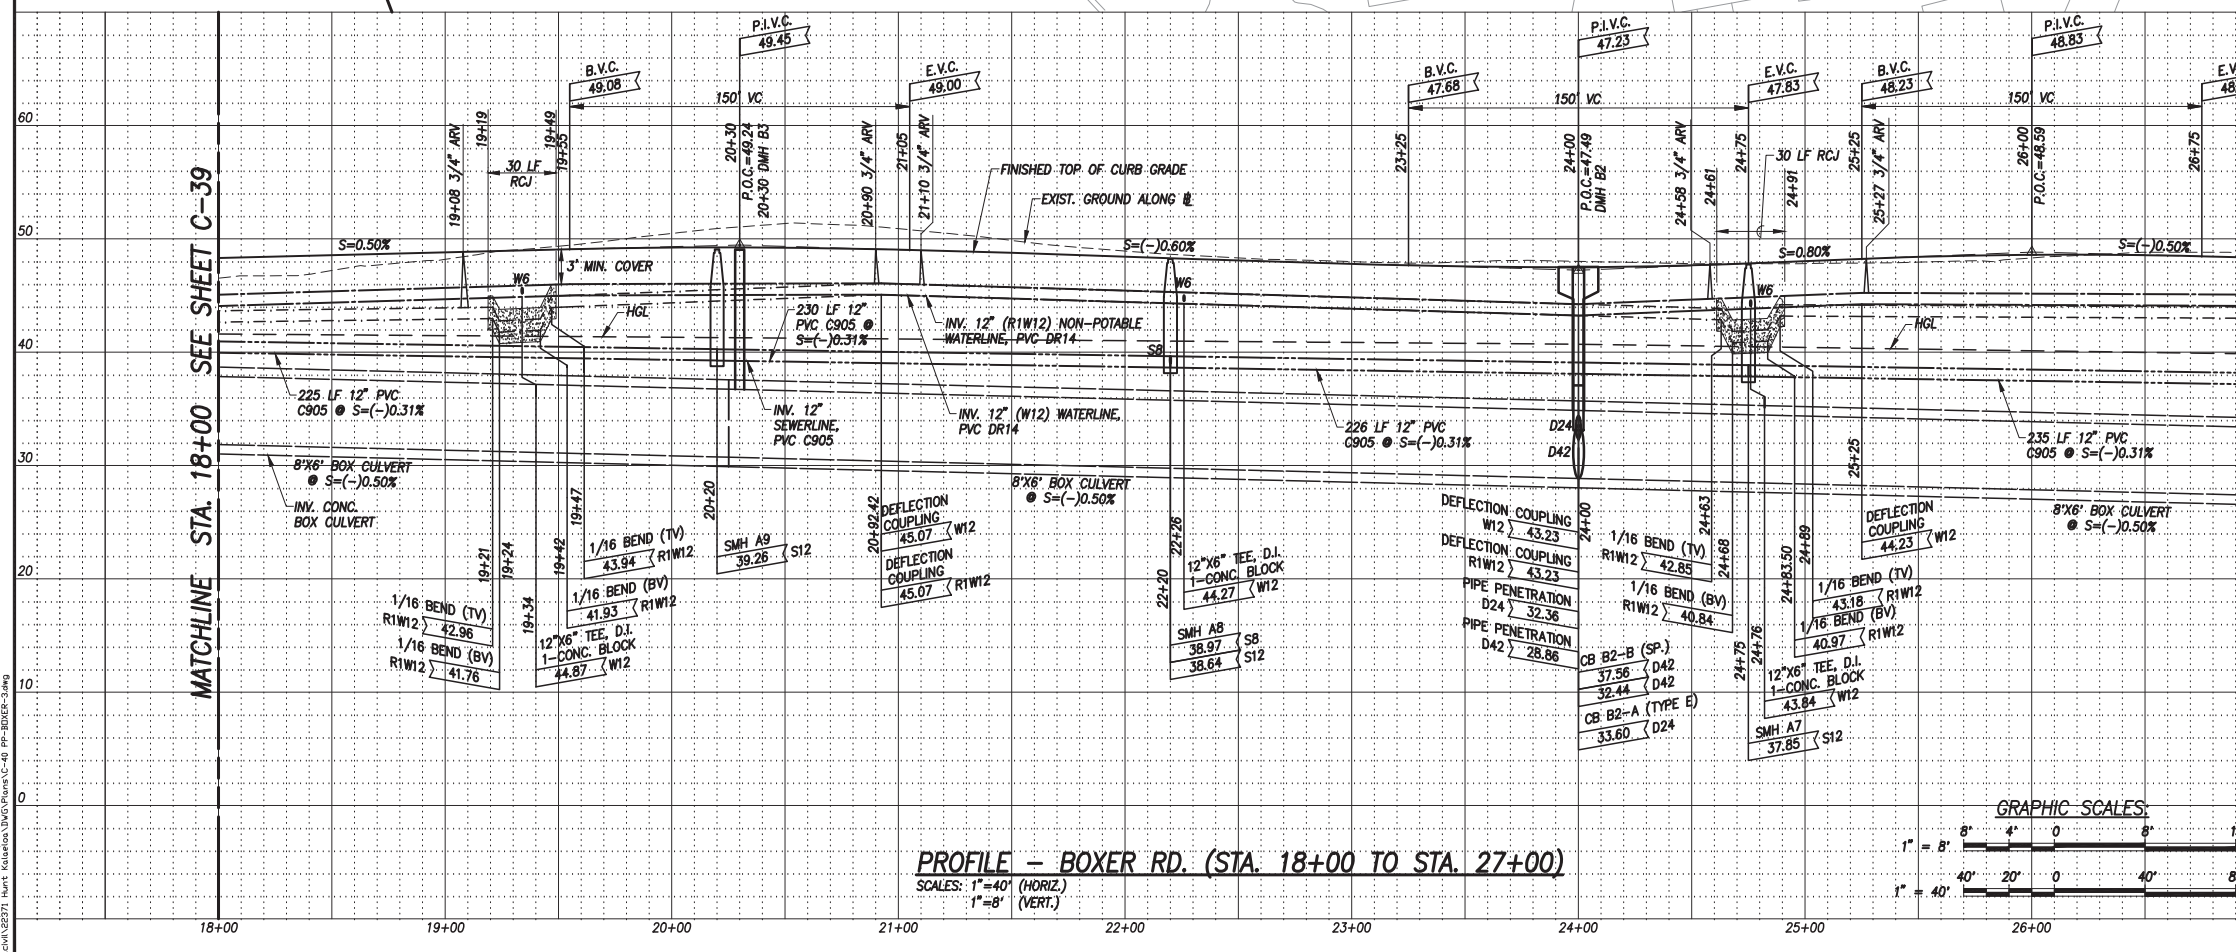 P.I.V.C.
49.45
P.I.V.C.
47.23
P.I.V.C.
48.83
B.V.C.
49.08
E.V.C.
49.00
B.V.C.
47.68
E.V.C.
47.83
B.V.C.
48.23
150' VC
150' VC
150' VC
60
50
40
30
20
10
0
MATCHLINE STA. 18+00 SEE SHEET C-39
19+08 3/4" ARV
19+19
30 LF
RCJ
19+49
19+55
20+30
P.O.C.=49.24
20+30 DMH B3
20+90 3/4" ARV
21+05
21+10 3/4" ARV
23+25
24+00
P.O.C.=47.49
DMH B2
24+58 3/4" ARV
24+61
24+75
30 LF RCJ
24+91
25+25
25+27 3/4" ARV
26+00
P.O.C.=48.59
26+75
FINISHED TOP OF CURB GRADE
EXIST. GROUND ALONG
S=0.50%
S=(-)0.60%
S=0.80%
S=(-)0.50%
3' MIN. COVER
W6
W6
W6
HGL
HGL
230 LF 12"
PVC C905 @
S=(-)0.31%
INV. 12" (R1W12) NON-POTABLE
WATERLINE, PVC DR14
S8
225 LF 12" PVC
C905 @ S=(-)0.31%
INV. 12"
SEWERLINE,
PVC C905
INV. 12" (W12) WATERLINE,
PVC DR14
226 LF 12" PVC
C905 @ S=(-)0.31%
235 LF 12" PVC
C905 @ S=(-)0.31%
D24
D42
8'X6' BOX CULVERT
@ S=(-)0.50%
INV. CONC.
BOX CULVERT
8'X6' BOX CULVERT
@ S=(-)0.50%
8'X6' BOX CULVERT
@ S=(-)0.50%
19+21
19+24
19+34
19+42
19+47
1/16 BEND (TV)
R1W12 42.96
1/16 BEND (BV)
R1W12 41.76
1/16 BEND (TV)
43.94 R1W12
1/16 BEND (BV)
41.93 R1W12
12"X6" TEE, D.I.
1-CONC. BLOCK
44.87 W12
20+20
SMH A9
39.26 S12
20+92.42
DEFLECTION
COUPLING
45.07 W12
DEFLECTION
COUPLING
45.07 R1W12
22+20
22+26
12"X6" TEE, D.I.
1-CONC. BLOCK
44.27 W12
SMH A8
38.97 S8
38.64 S12
24+00
DEFLECTION COUPLING
W12 43.23
DEFLECTION COUPLING
R1W12 43.23
PIPE PENETRATION
D24 32.36
PIPE PENETRATION
D42 28.86
CB B2-B (SP.)
37.56 D42
32.44 D42
CB B2-A (TYPE E)
33.60 D24
24+63
24+68
24+75
24+76
24+83.50
24+89
1/16 BEND (TV)
R1W12 42.85
1/16 BEND (BV)
R1W12 40.84
1/16 BEND (TV)
43.18 R1W12
1/16 BEND (BV)
40.97 R1W12
12"X6" TEE, D.I.
1-CONC. BLOCK
43.84 W12
SMH A7
37.85 S12
25+25
DEFLECTION
COUPLING
44.23 W12
PROFILE - BOXER RD. (STA. 18+00 TO STA. 27+00)
SCALES: 1"=40' (HORIZ.)
1"=8' (VERT.)
GRAPHIC SCALES:
8' 4' 0 8'
1" = 8'
40' 20' 0 40'
1" = 40'
18+00 19+00 20+00 21+00 22+00 23+00 24+00 25+00 26+00
civil\22371 Hunt Kalaeloa\DWG\Plans\C-40 PP-BOXER-3.dwg